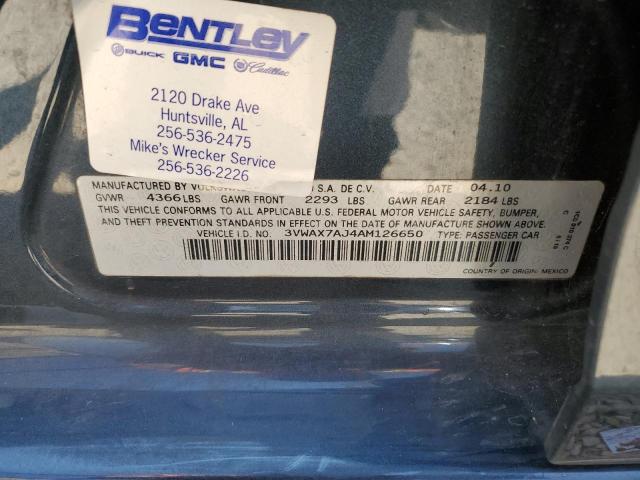 BENTLEY
BUICK GMC Cadillac
2120 Drake Ave
Huntsville, AL
256-536-2475
Mike's Wrecker Service
256-536-2226
MANUFACTURED BY S.A. DE C.V. DATE 04.10
GVWR 4366LBS GAWR FRONT 2293 LBS GAWR REAR 2184 LBS
THIS VEHICLE CONFORMS TO ALL APPLICABLE U.S. FEDERAL MOTOR VEHICLE SAFETY, BUMPER,
AND THEFT PREVENTION STANDARDS IN EFFECT ON THE DATE OF MANUFACTURE SHOWN ABOVE.
VEHICLE I.D. NO. 3VWAX7AJ4AM126650 TYPE: PASSENGER CAR
COUNTRY OF ORIGIN: MEXICO